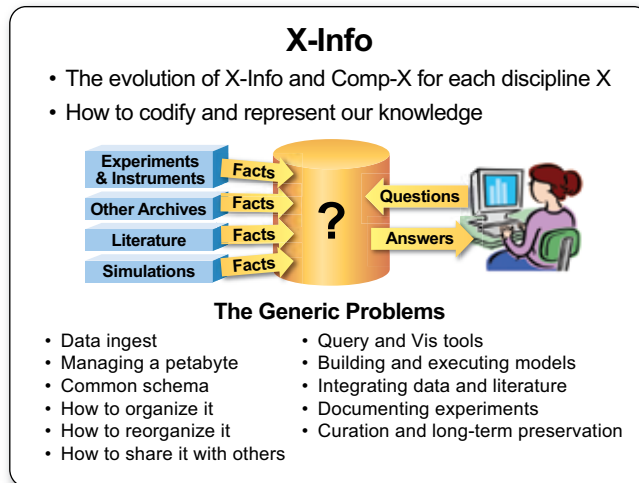 X-Info
• The evolution of X-Info and Comp-X for each discipline X
• How to codify and represent our knowledge
Experiments
& Instruments
Facts
Other Archives
Facts
Literature
Facts
Simulations
Facts
?
Questions
Answers
The Generic Problems
• Data ingest
• Managing a petabyte
• Common schema
• How to organize it
• How to reorganize it
• How to share it with others
• Query and Vis tools
• Building and executing models
• Integrating data and literature
• Documenting experiments
• Curation and long-term preservation